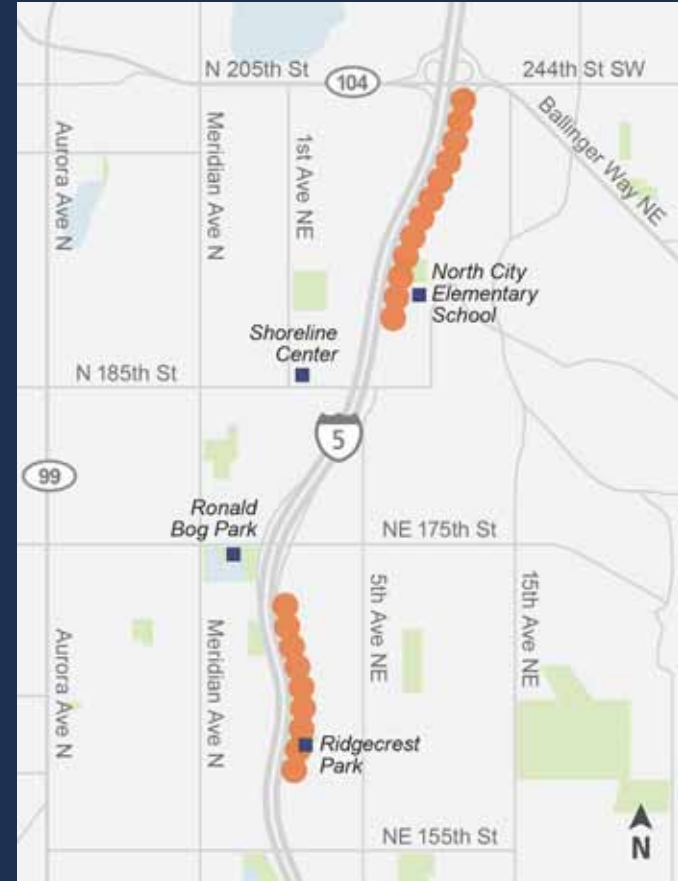 N 205th St
104
244th St SW
Ballinger Way NE
Aurora Ave N
Meridian Ave N
1st Ave NE
North City
Elementary
School
Shoreline
Center
N 185th St
5
99
Ronald
Bog Park
NE 175th St
5th Ave NE
15th Ave NE
Aurora Ave N
Meridian Ave N
Ridgecrest
Park
NE 155th St
N